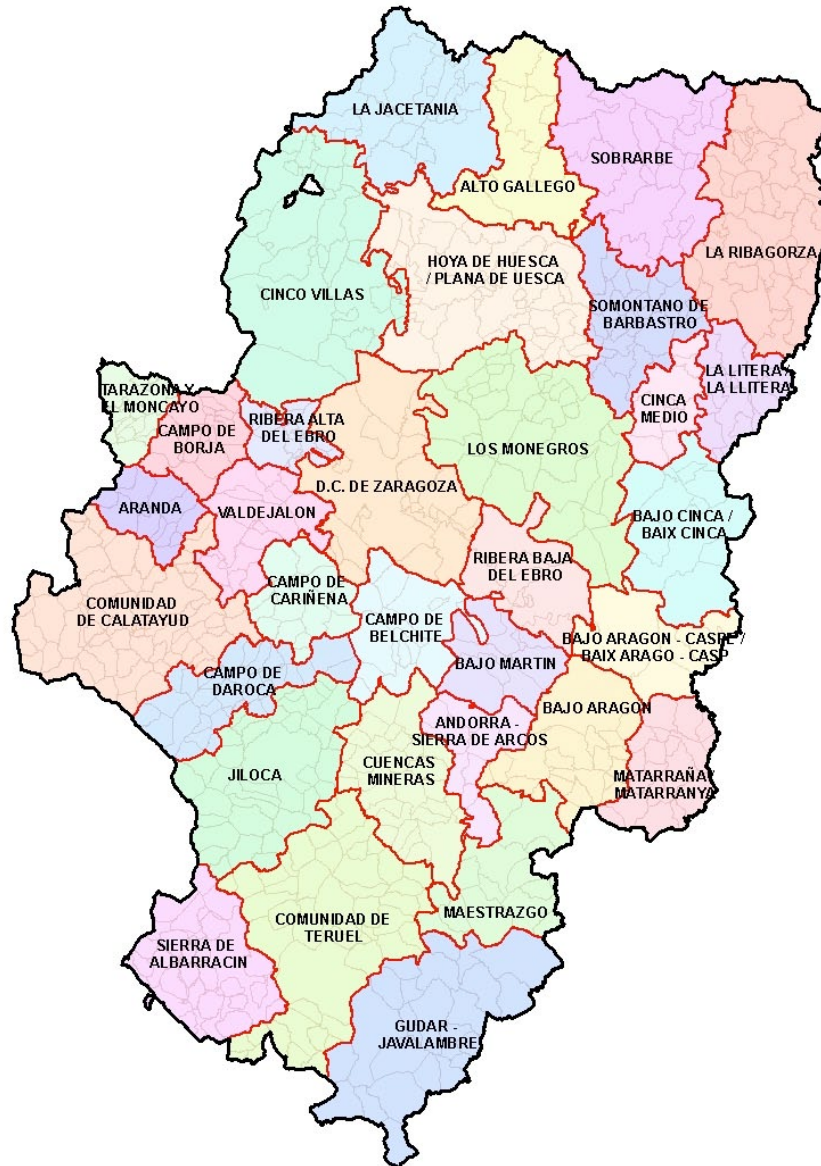 LA JACETANIA
ALTO GALLEGO
SOBRARBE
LA RIBAGORZA
HOYA DE HUESCA
/ PLANA DE UESCA
CINCO VILLAS
SOMONTANO DE
BARBASTRO
LA LITERA /
LA LLITERA
TARAZONA Y
EL MONCAYO
CAMPO DE
BORJA
RIBERA ALTA
DEL EBRO
CINCA
MEDIO
LOS MONEGROS
D.C. DE ZARAGOZA
ARANDA
VALDEJALON
BAJO CINCA /
BAIX CINCA
RIBERA BAJA
DEL EBRO
CAMPO DE
CARIÑENA
COMUNIDAD
DE CALATAYUD
CAMPO DE
BELCHITE
BAJO ARAGON - CASPE /
BAIX ARAGO - CASP
BAJO MARTIN
CAMPO DE
DAROCA
BAJO ARAGON
ANDORRA -
SIERRA DE ARCOS
CUENCAS
MINERAS
JILOCA
MATARRAÑA /
MATARRANYA
MAESTRAZGO
COMUNIDAD DE
TERUEL
SIERRA DE
ALBARRACIN
GUDAR -
JAVALAMBRE